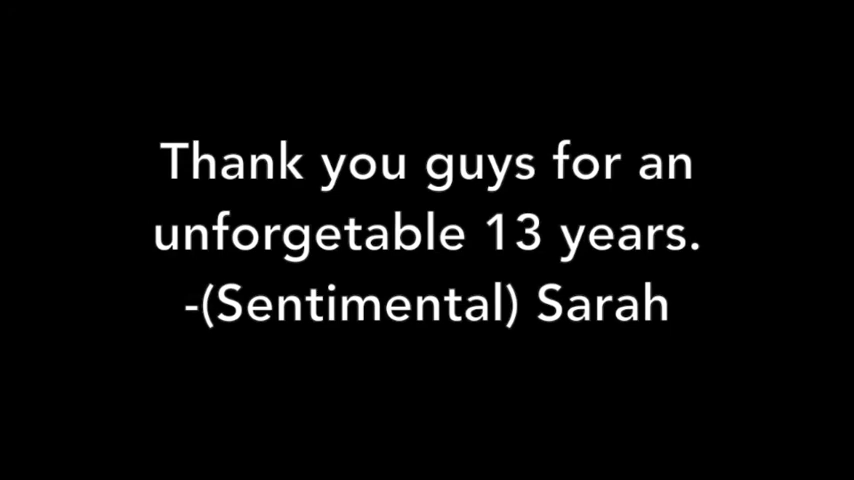 Thank you guys for an
unforgetable 13 years.
-(Sentimental) Sarah